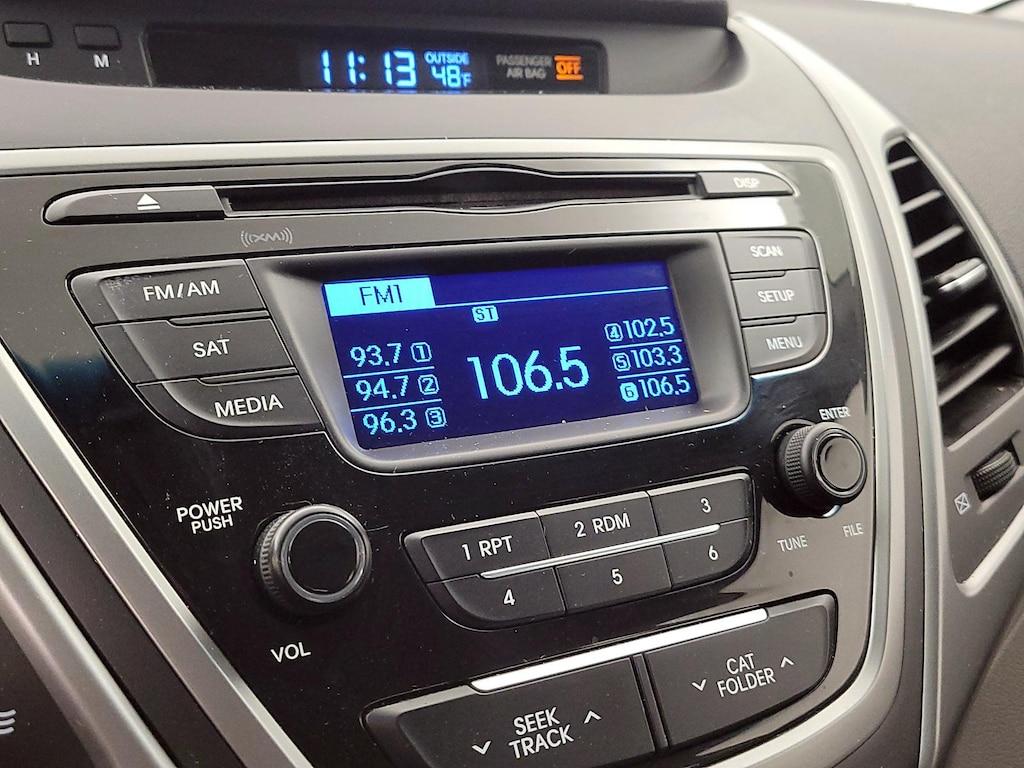 H
M
11:13
OUTSIDE
48°F
PASSENGER
AIR BAG
OFF
DISP
((XM))
FM/AM
SAT
MEDIA
FM1
ST
93.7 1
94.7 2
96.3 3
106.5
4 102.5
5 103.3
6 106.5
SCAN
SETUP
MENU
ENTER
TUNE
FILE
POWER
PUSH
VOL
1 RPT
2 RDM
3
4
5
6
SEEK
TRACK
CAT
FOLDER